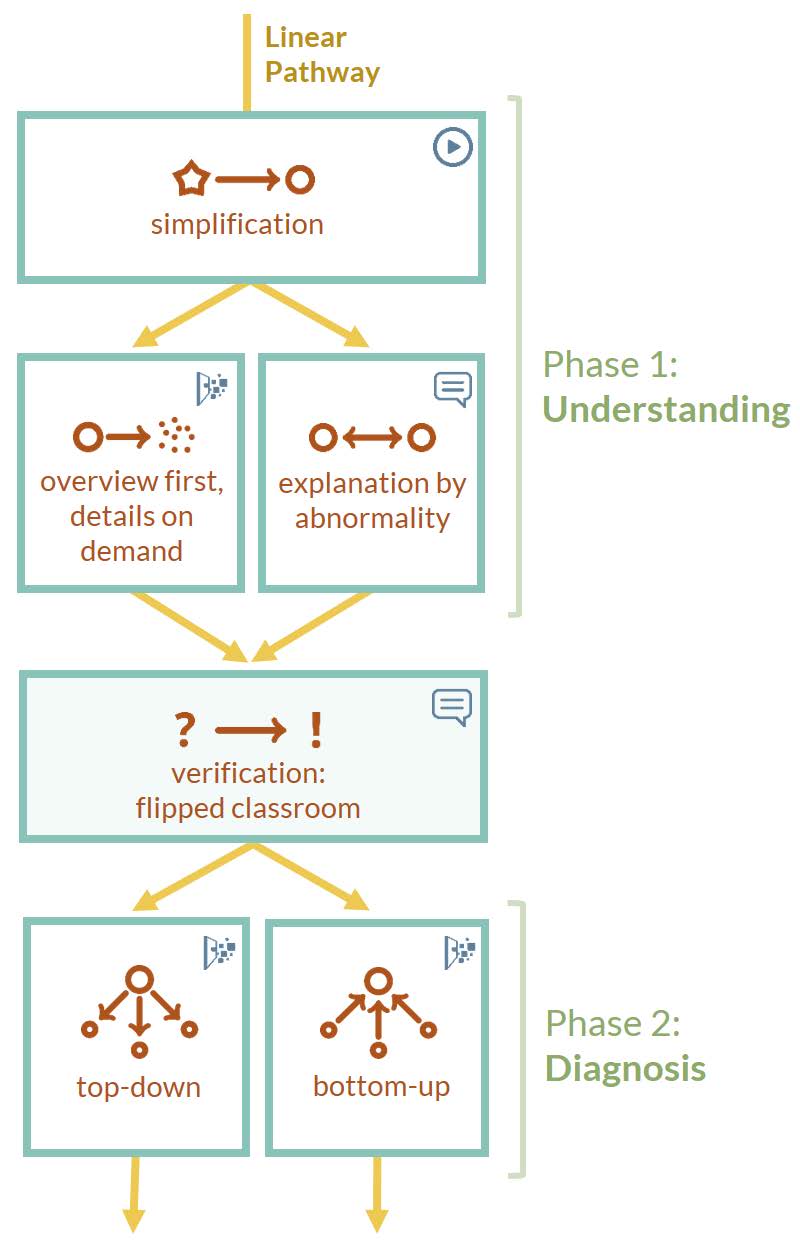 Linear
Pathway
simplification
overview first,
details on
demand
explanation by
abnormality
Phase 1:
Understanding
? !
verification:
flipped classroom
top-down
bottom-up
Phase 2:
Diagnosis